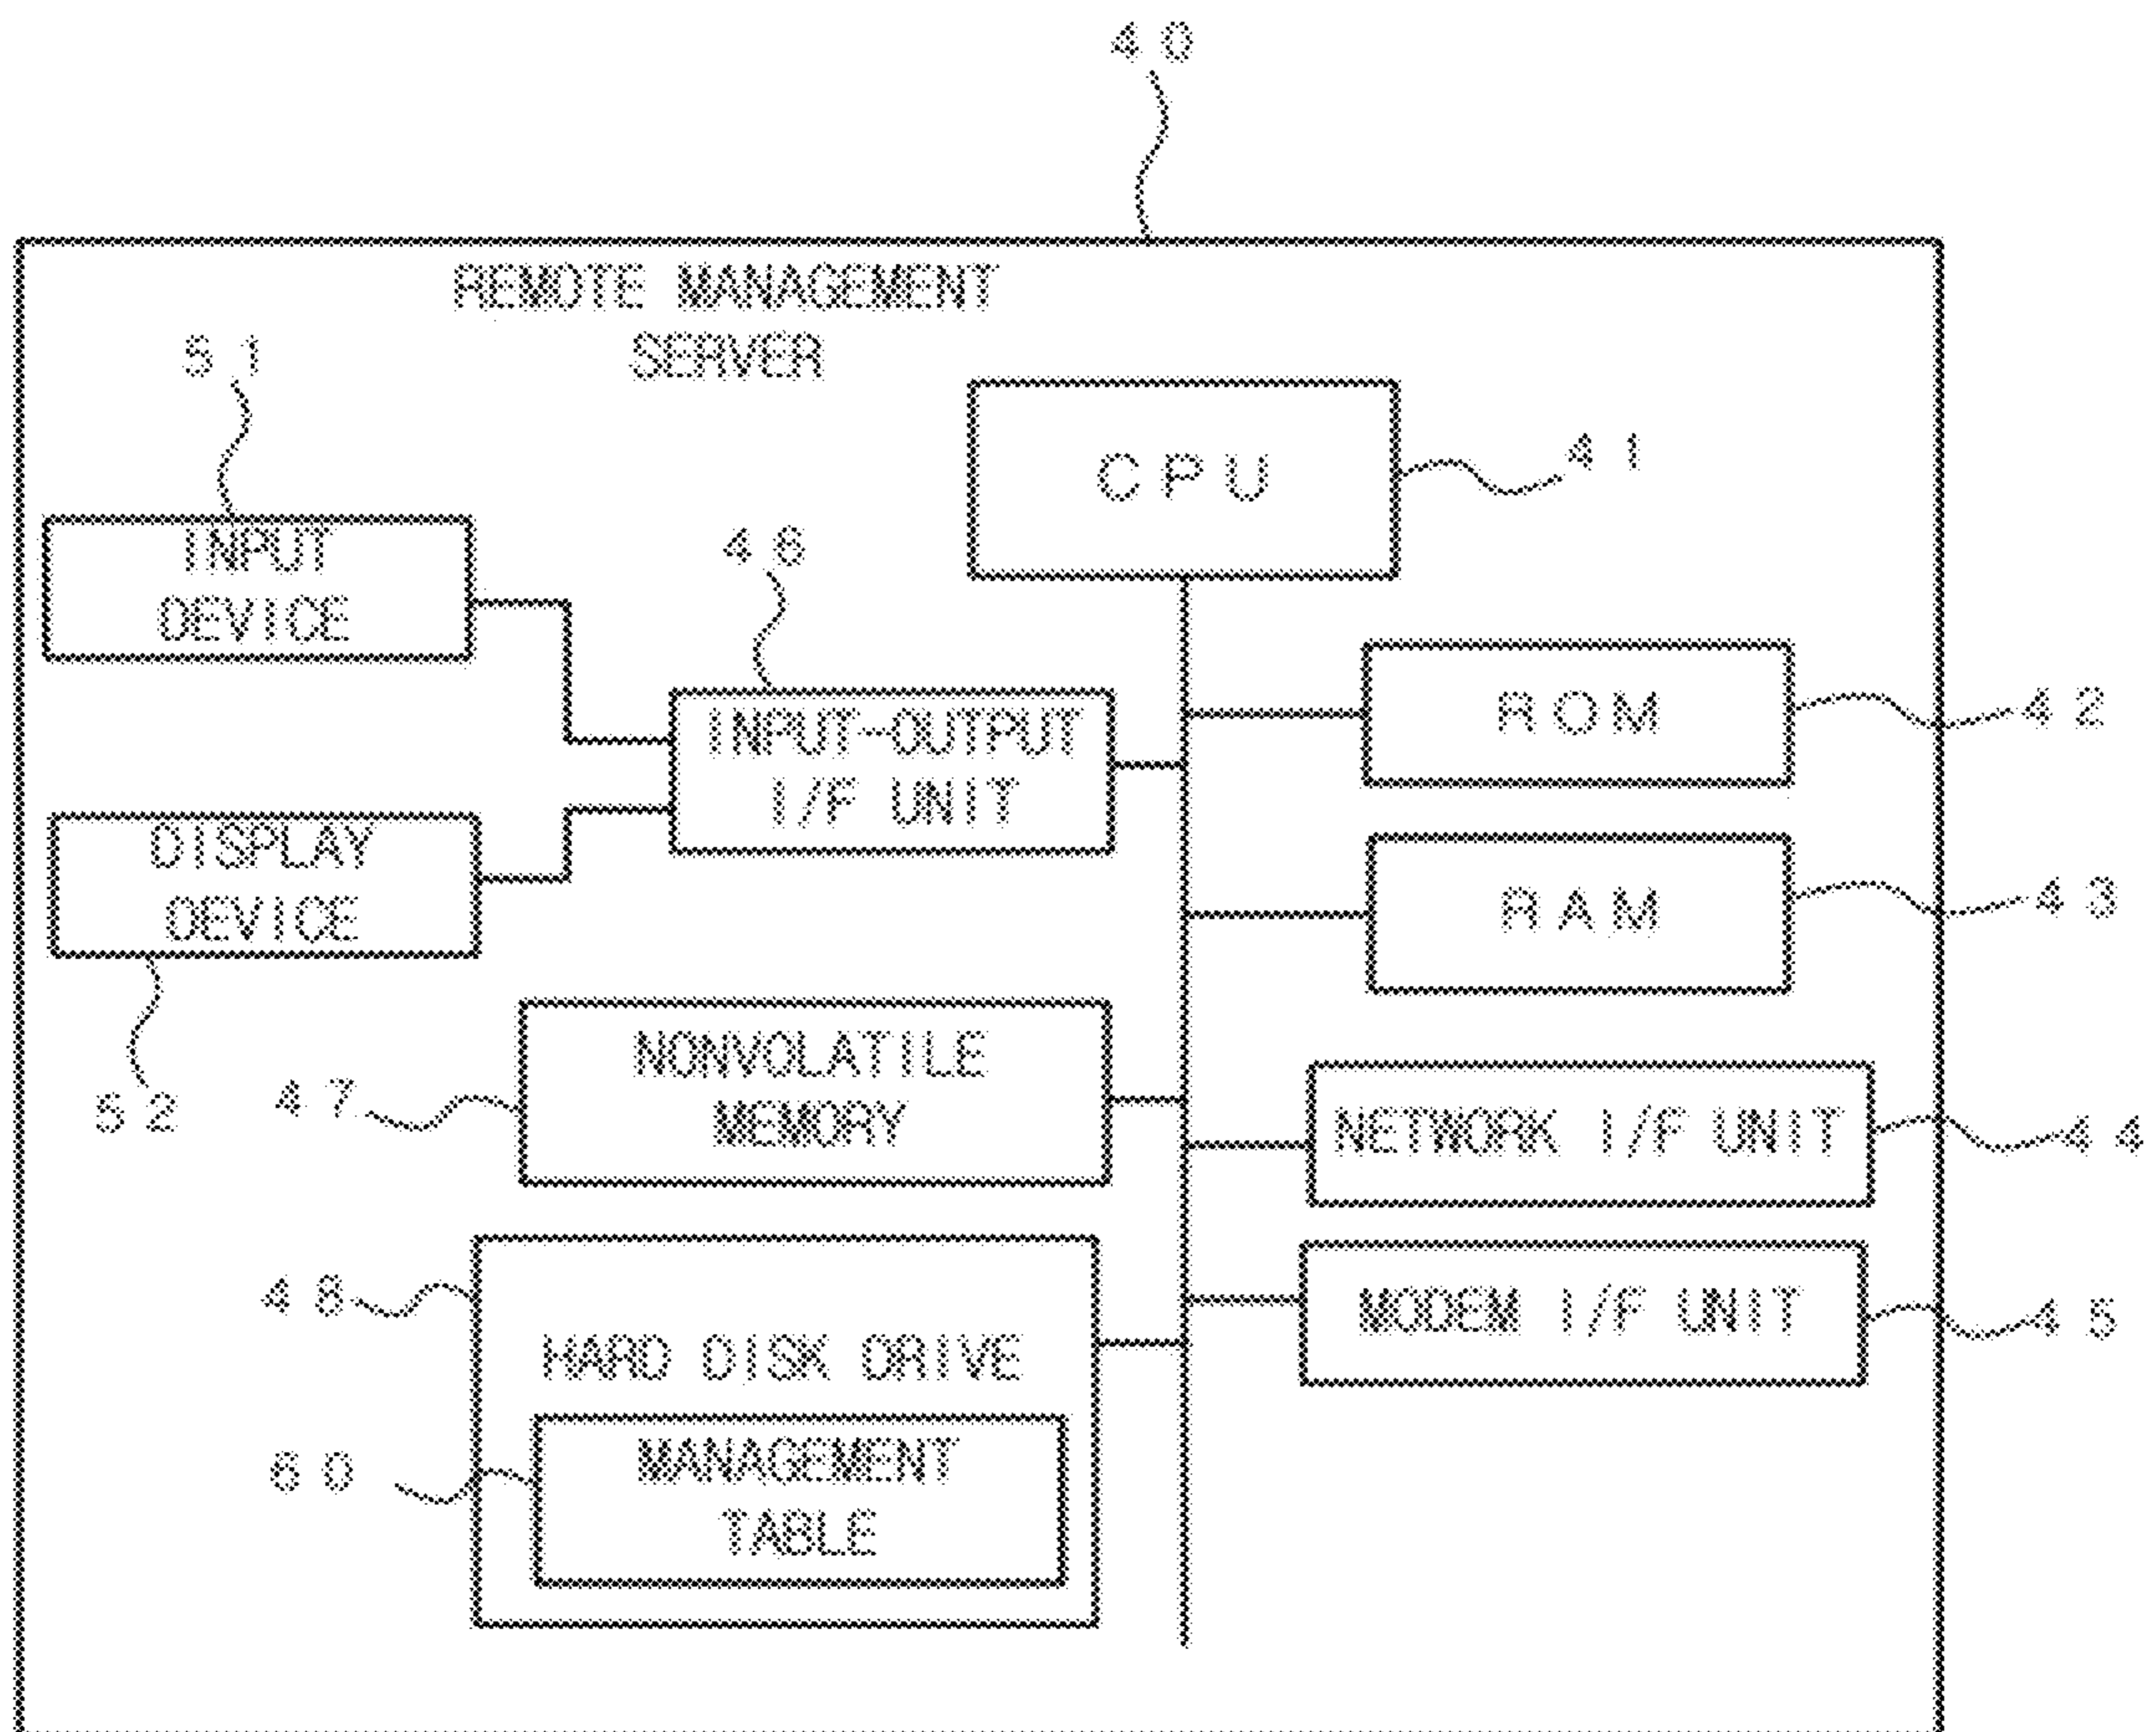 40
REMOTE MANAGEMENT
SERVER
51
CPU
41
INPUT
DEVICE
46
ROM
42
INPUT-OUTPUT
I/F UNIT
DISPLAY
DEVICE
RAM
43
52
47
NONVOLATILE
MEMORY
NETWORK I/F UNIT
44
48
HARD DISK DRIVE
MODEM I/F UNIT
45
60
MANAGEMENT
TABLE